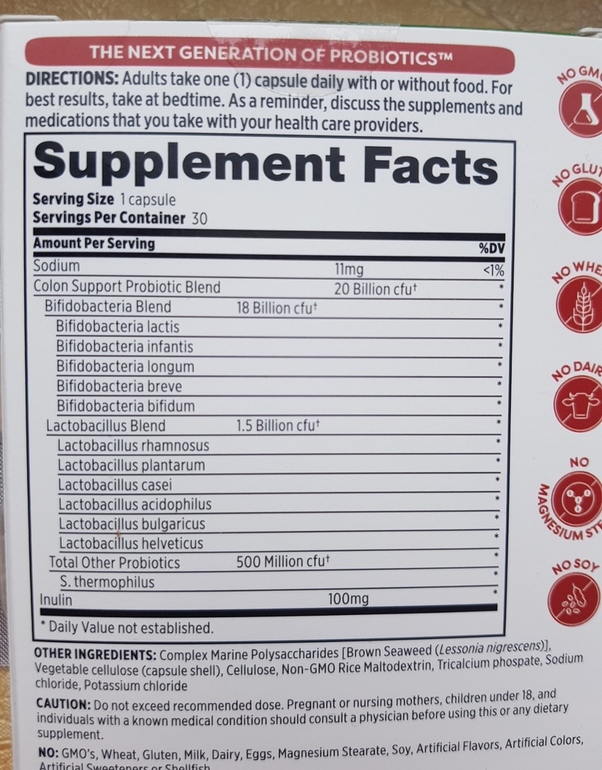 THE NEXT GENERATION OF PROBIOTICS™
DIRECTIONS: Adults take one (1) capsule daily with or without food. For
best results, take at bedtime. As a reminder, discuss the supplements and
medications that you take with your health care providers.
Supplement Facts
Serving Size 1 capsule
Servings Per Container 30
Amount Per Serving %DV
Sodium 11mg <1%
Colon Support Probiotic Blend 20 Billion cfu† *
Bifidobacteria Blend 18 Billion cfu† *
Bifidobacteria lactis *
Bifidobacteria infantis *
Bifidobacteria longum *
Bifidobacteria breve *
Bifidobacteria bifidum *
Lactobacillus Blend 1.5 Billion cfu† *
Lactobacillus rhamnosus *
Lactobacillus plantarum *
Lactobacillus casei *
Lactobacillus acidophilus *
Lactobacillus bulgaricus *
Lactobacillus helveticus *
Total Other Probiotics 500 Million cfu† *
S. thermophilus *
Inulin 100mg *
* Daily Value not established.
OTHER INGREDIENTS: Complex Marine Polysaccharides [Brown Seaweed (Lessonia nigrescens)],
Vegetable cellulose (capsule shell), Cellulose, Non-GMO Rice Maltodextrin, Tricalcium phospate, Sodium
chloride, Potassium chloride
CAUTION: Do not exceed recommended dose. Pregnant or nursing mothers, children under 18, and
individuals with a known medical condition should consult a physician before using this or any dietary
supplement.
NO: GMO's, Wheat, Gluten, Milk, Dairy, Eggs, Magnesium Stearate, Soy, Artificial Flavors, Artificial Colors,
Artificial Sweeteners or Shellfish
NO GM
NO GLU
NO WHE
NO DAIR
NO
MAGNESIUM ST
NO SOY